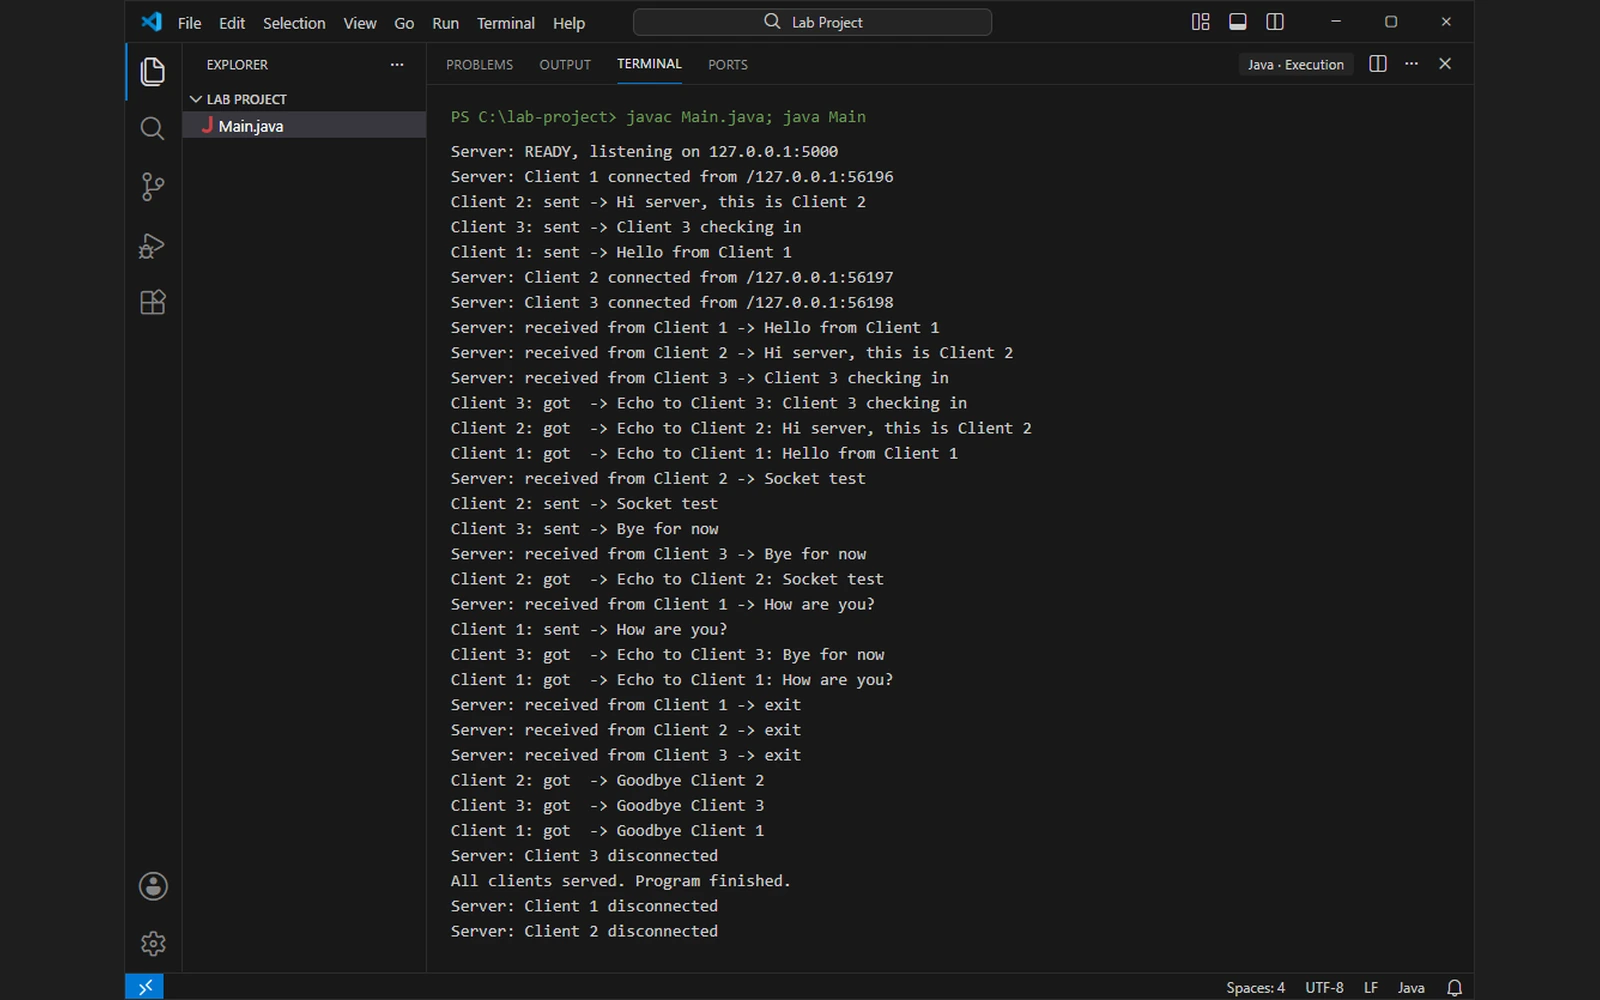 File Edit Selection View Go Run Terminal Help Lab Project
EXPLORER
LAB PROJECT
Main.java
PROBLEMS OUTPUT TERMINAL PORTS Java · Execution
PS C:\lab-project> javac Main.java; java Main
Server: READY, listening on 127.0.0.1:5000
Server: Client 1 connected from /127.0.0.1:56196
Client 2: sent -> Hi server, this is Client 2
Client 3: sent -> Client 3 checking in
Client 1: sent -> Hello from Client 1
Server: Client 2 connected from /127.0.0.1:56197
Server: Client 3 connected from /127.0.0.1:56198
Server: received from Client 1 -> Hello from Client 1
Server: received from Client 2 -> Hi server, this is Client 2
Server: received from Client 3 -> Client 3 checking in
Client 3: got  -> Echo to Client 3: Client 3 checking in
Client 2: got  -> Echo to Client 2: Hi server, this is Client 2
Client 1: got  -> Echo to Client 1: Hello from Client 1
Server: received from Client 2 -> Socket test
Client 2: sent -> Socket test
Client 3: sent -> Bye for now
Server: received from Client 3 -> Bye for now
Client 2: got  -> Echo to Client 2: Socket test
Server: received from Client 1 -> How are you?
Client 1: sent -> How are you?
Client 3: got  -> Echo to Client 3: Bye for now
Client 1: got  -> Echo to Client 1: How are you?
Server: received from Client 1 -> exit
Server: received from Client 2 -> exit
Server: received from Client 3 -> exit
Client 2: got  -> Goodbye Client 2
Client 3: got  -> Goodbye Client 3
Client 1: got  -> Goodbye Client 1
Server: Client 3 disconnected
All clients served. Program finished.
Server: Client 1 disconnected
Server: Client 2 disconnected
Spaces: 4 UTF-8 LF Java